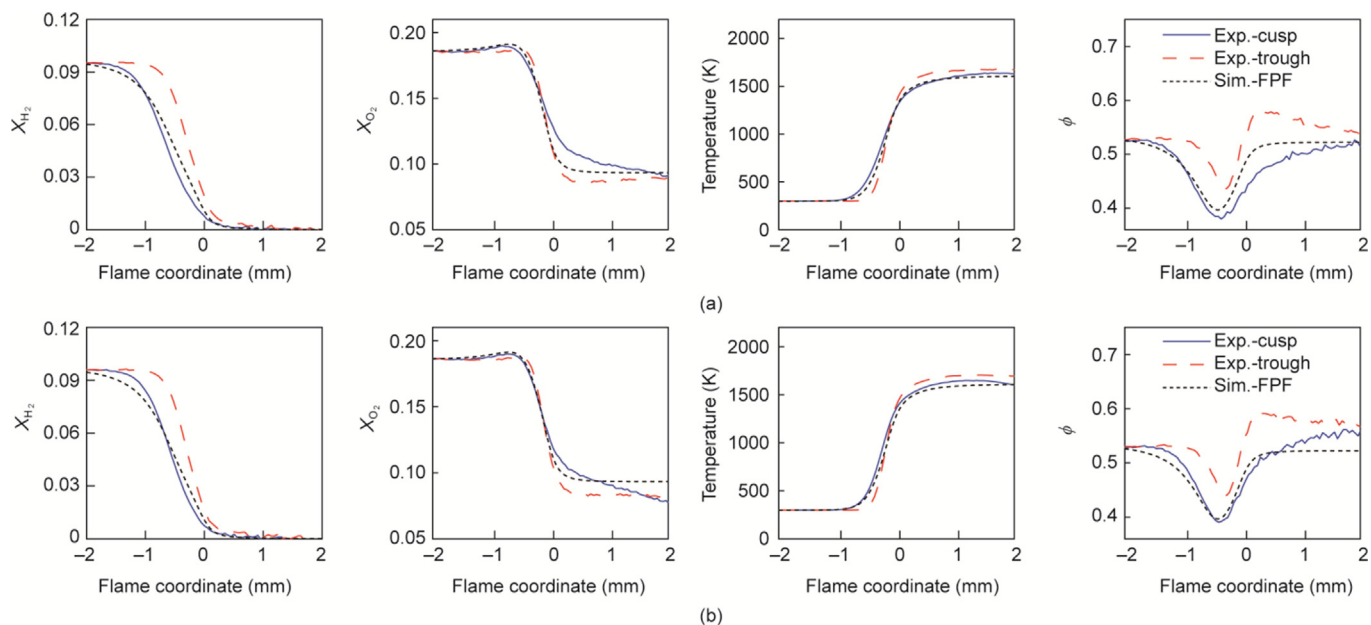 0.12
0.09
0.06
0.03
0
X_H2
–2 –1 0 1 2
Flame coordinate (mm)
0.20
0.15
0.10
0.05
X_O2
–2 –1 0 1 2
Flame coordinate (mm)
2000
1500
1000
500
0
Temperature (K)
–2 –1 0 1 2
Flame coordinate (mm)
0.7
0.6
0.5
0.4
ϕ
Exp.-cusp
Exp.-trough
Sim.-FPF
–2 –1 0 1 2
Flame coordinate (mm)
(a)
0.12
0.09
0.06
0.03
0
X_H2
–2 –1 0 1 2
Flame coordinate (mm)
0.20
0.15
0.10
0.05
X_O2
–2 –1 0 1 2
Flame coordinate (mm)
2000
1500
1000
500
0
Temperature (K)
–2 –1 0 1 2
Flame coordinate (mm)
0.7
0.6
0.5
0.4
ϕ
Exp.-cusp
Exp.-trough
Sim.-FPF
–2 –1 0 1 2
Flame coordinate (mm)
(b)